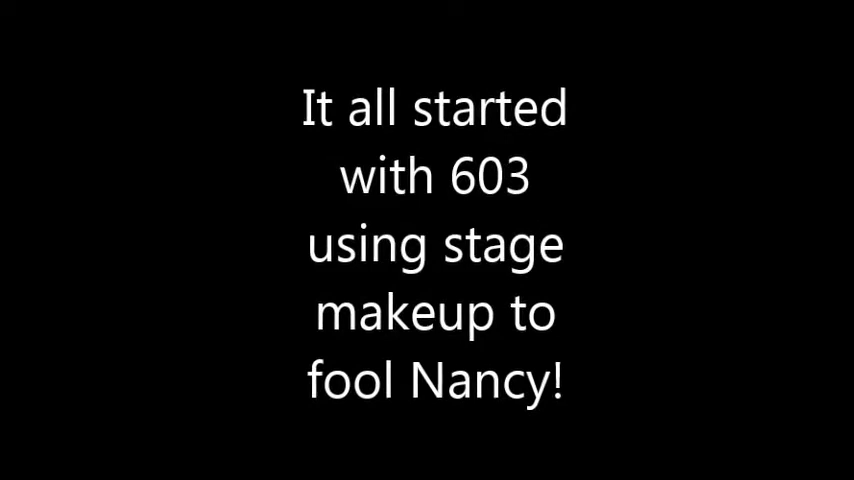 It all started
with 603
using stage
makeup to
fool Nancy!